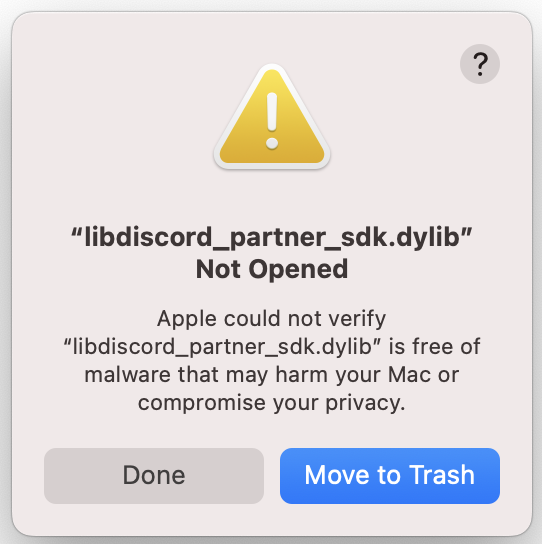 ?
“libdiscord_partner_sdk.dylib”
Not Opened
Apple could not verify
“libdiscord_partner_sdk.dylib” is free of
malware that may harm your Mac or
compromise your privacy.
Done
Move to Trash